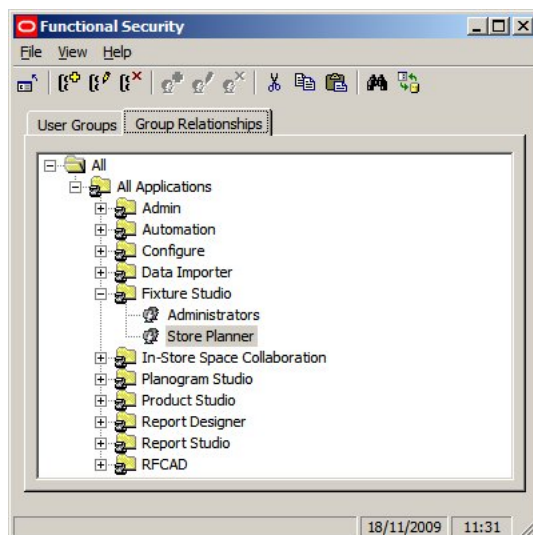 Functional Security
File View Help
User Groups Group Relationships
All
All Applications
Admin
Automation
Configure
Data Importer
Fixture Studio
Administrators
Store Planner
In-Store Space Collaboration
Planogram Studio
Product Studio
Report Designer
Report Studio
RFCAD
18/11/2009 11:31